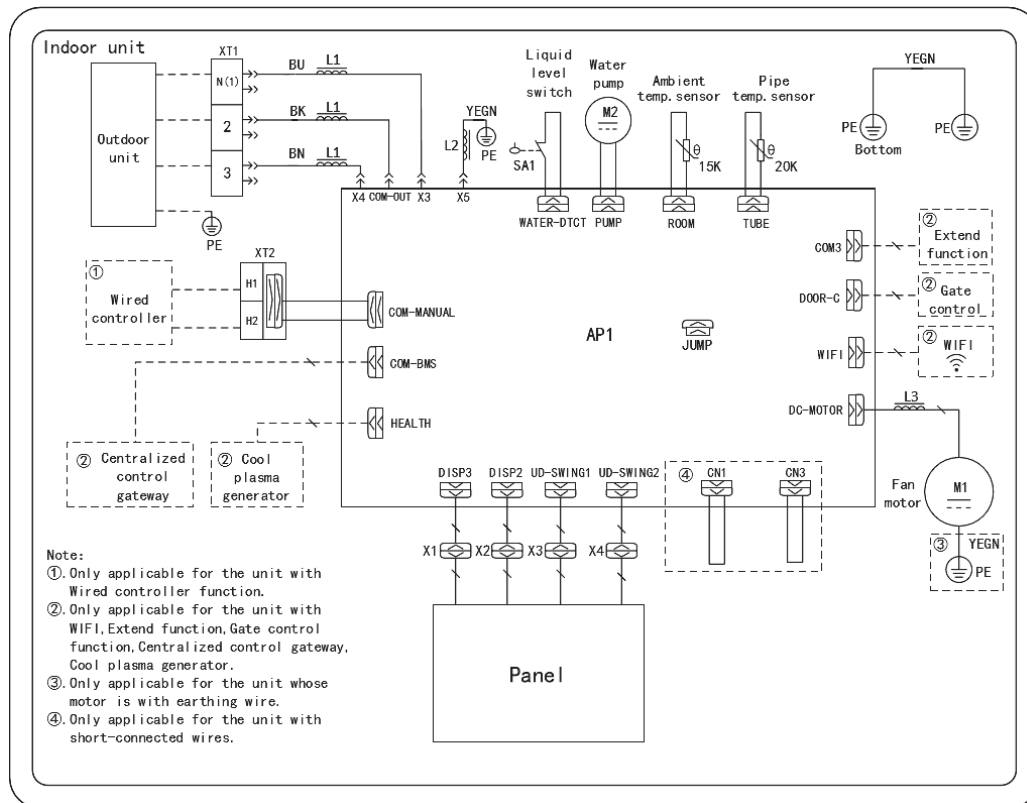 Indoor unit
XT1
Outdoor
unit
N(1)
2
3
BU
L1
BK
L1
BN
L1
PE
X4
COM-OUT
X3
X5
L2
YEGN
PE
Liquid
level
switch
SA1
WATER-DTCT
Water
pump
M2
PUMP
Ambient
temp.sensor
θ
15K
ROOM
Pipe
temp.sensor
θ
20K
TUBE
YEGN
PE
Bottom
PE
①
Wired
controller
XT2
H1
H2
COM-MANUAL
COM-BMS
HEALTH
② Centralized
control
gateway
② Cool
plasma
generator
AP1
JUMP
COM3
②
Extend
function
DOOR-C
② Gate
control
WIFI
② WIFI
DC-MOTOR
L3
Fan
motor
M1
③ YEGN
PE
DISP3
DISP2
UD-SWING1
UD-SWING2
④
CN1
CN3
X1
X2
X3
X4
Panel
Note:
①.Only applicable for the unit with
Wired controller function.
②.Only applicable for the unit with
WIFI,Extend function,Gate control
function,Centralized control gateway,
Cool plasma generator.
③.Only applicable for the unit whose
motor is with earthing wire.
④.Only applicable for the unit with
short-connected wires.